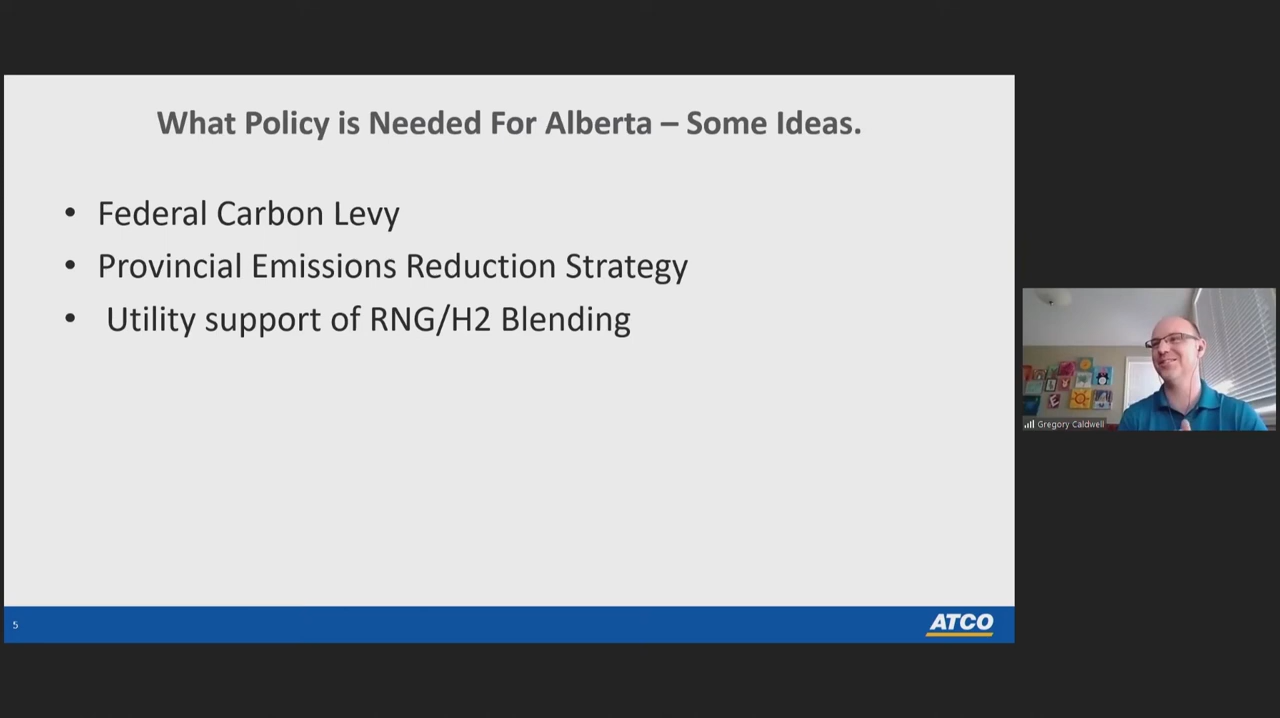 What Policy is Needed For Alberta – Some Ideas.
• Federal Carbon Levy
• Provincial Emissions Reduction Strategy
• Utility support of RNG/H2 Blending
5
ATCO
Gregory Caldwell